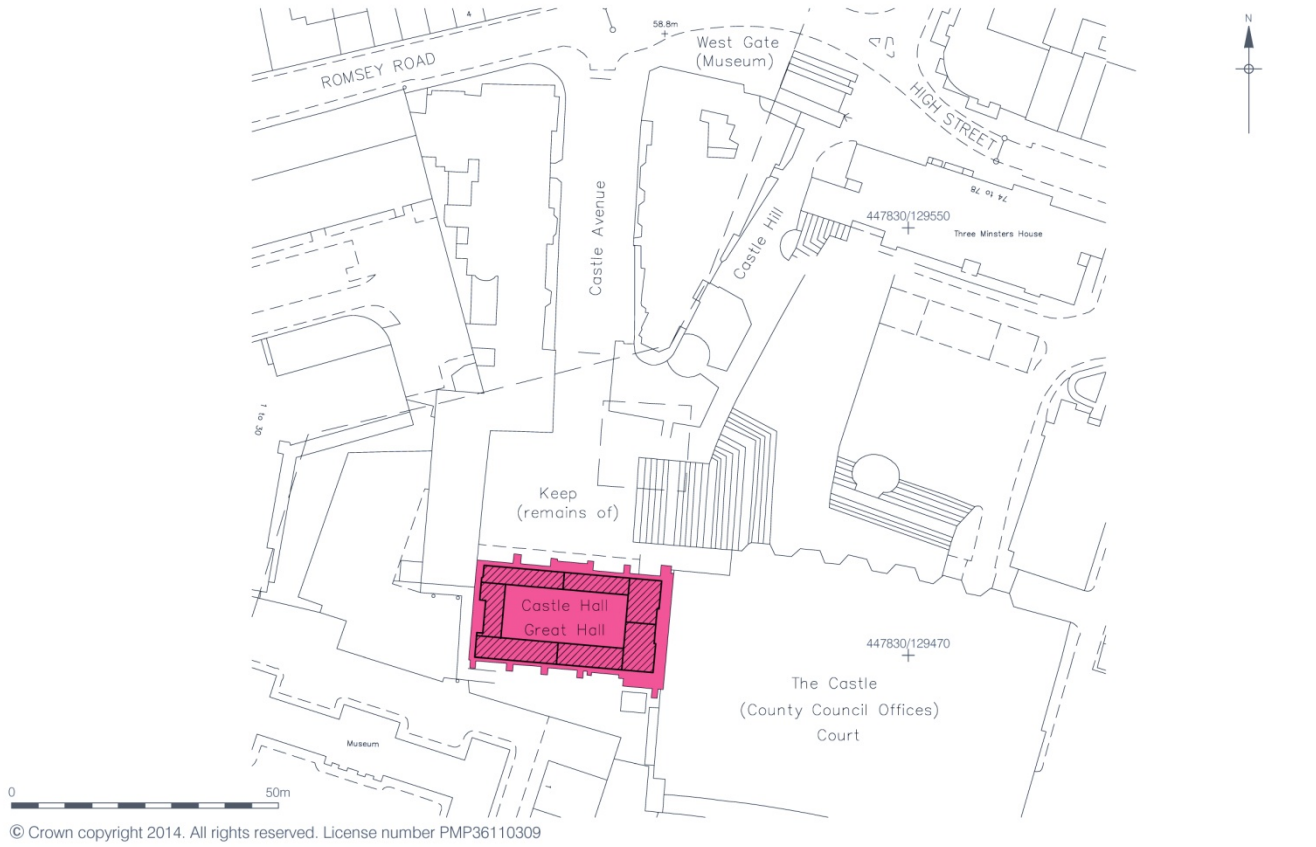 4
58.8m
N
West Gate
(Museum)
ROMSEY ROAD
HIGH STREET
74 to 78
447830/129550
Three Minsters House
Castle Avenue
Castle Hill
1 to 30
Keep
(remains of)
Castle Hall
Great Hall
447830/129470
The Castle
(County Council Offices)
Court
Museum
1
0
50m
© Crown copyright 2014. All rights reserved. License number PMP36110309